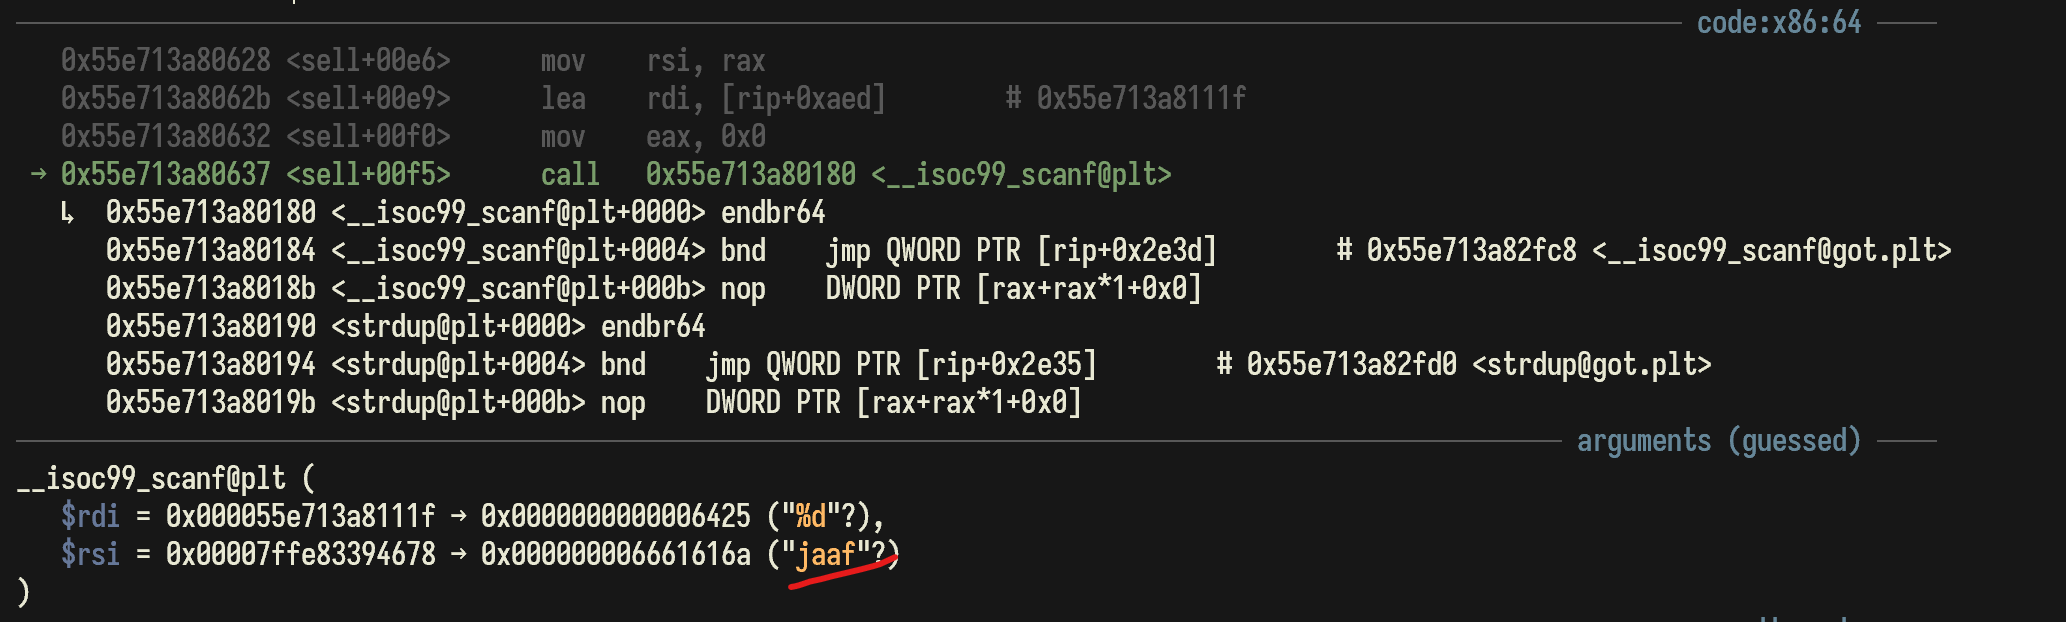 code:x86:64
0x55e713a80628 <sell+00e6> mov rsi, rax
0x55e713a8062b <sell+00e9> lea rdi, [rip+0xaed] # 0x55e713a8111f
0x55e713a80632 <sell+00f0> mov eax, 0x0
→ 0x55e713a80637 <sell+00f5> call 0x55e713a80180 <__isoc99_scanf@plt>
↳ 0x55e713a80180 <__isoc99_scanf@plt+0000> endbr64
0x55e713a80184 <__isoc99_scanf@plt+0004> bnd jmp QWORD PTR [rip+0x2e3d] # 0x55e713a82fc8 <__isoc99_scanf@got.plt>
0x55e713a8018b <__isoc99_scanf@plt+000b> nop DWORD PTR [rax+rax*1+0x0]
0x55e713a80190 <strdup@plt+0000> endbr64
0x55e713a80194 <strdup@plt+0004> bnd jmp QWORD PTR [rip+0x2e35] # 0x55e713a82fd0 <strdup@got.plt>
0x55e713a8019b <strdup@plt+000b> nop DWORD PTR [rax+rax*1+0x0]
arguments (guessed)
__isoc99_scanf@plt (
$rdi = 0x000055e713a8111f → 0x0000000000006425 ("%d"?),
$rsi = 0x00007ffe83394678 → 0x000000006661616a ("jaaf"?)
)